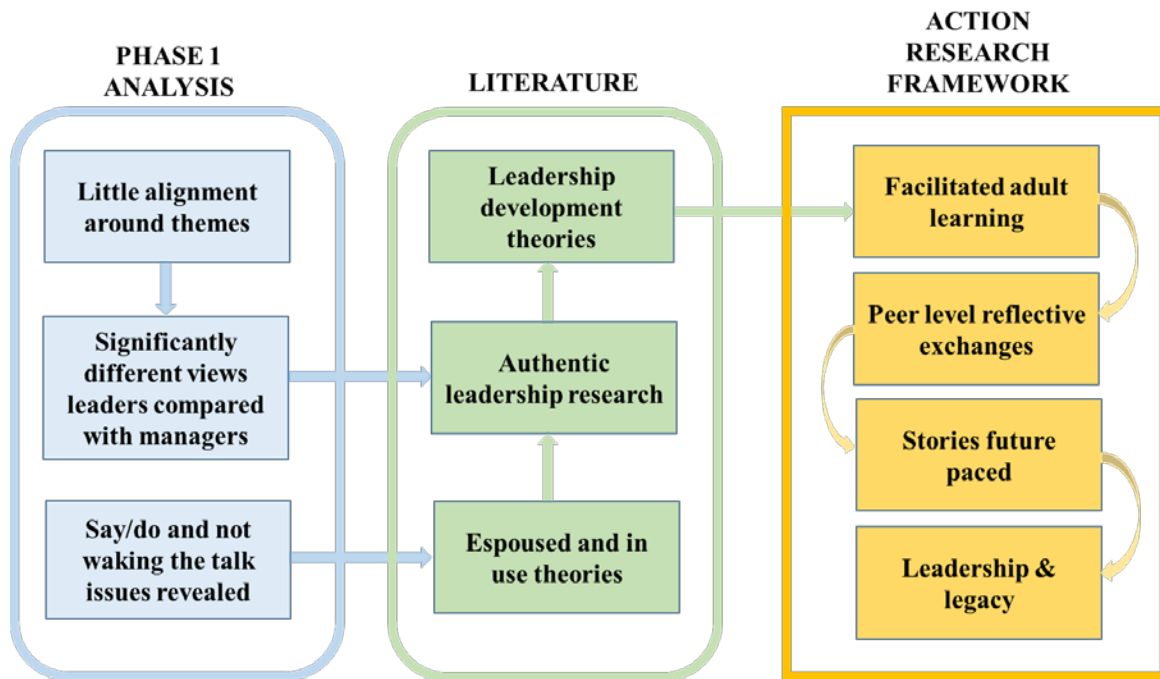 PHASE 1
ANALYSIS
Little alignment
around themes
Significantly
different views
leaders compared
with managers
Say/do and not
waking the talk
issues revealed
LITERATURE
Leadership
development
theories
Authentic
leadership research
Espoused and in
use theories
ACTION
RESEARCH
FRAMEWORK
Facilitated adult
learning
Peer level reflective
exchanges
Stories future
paced
Leadership &
legacy